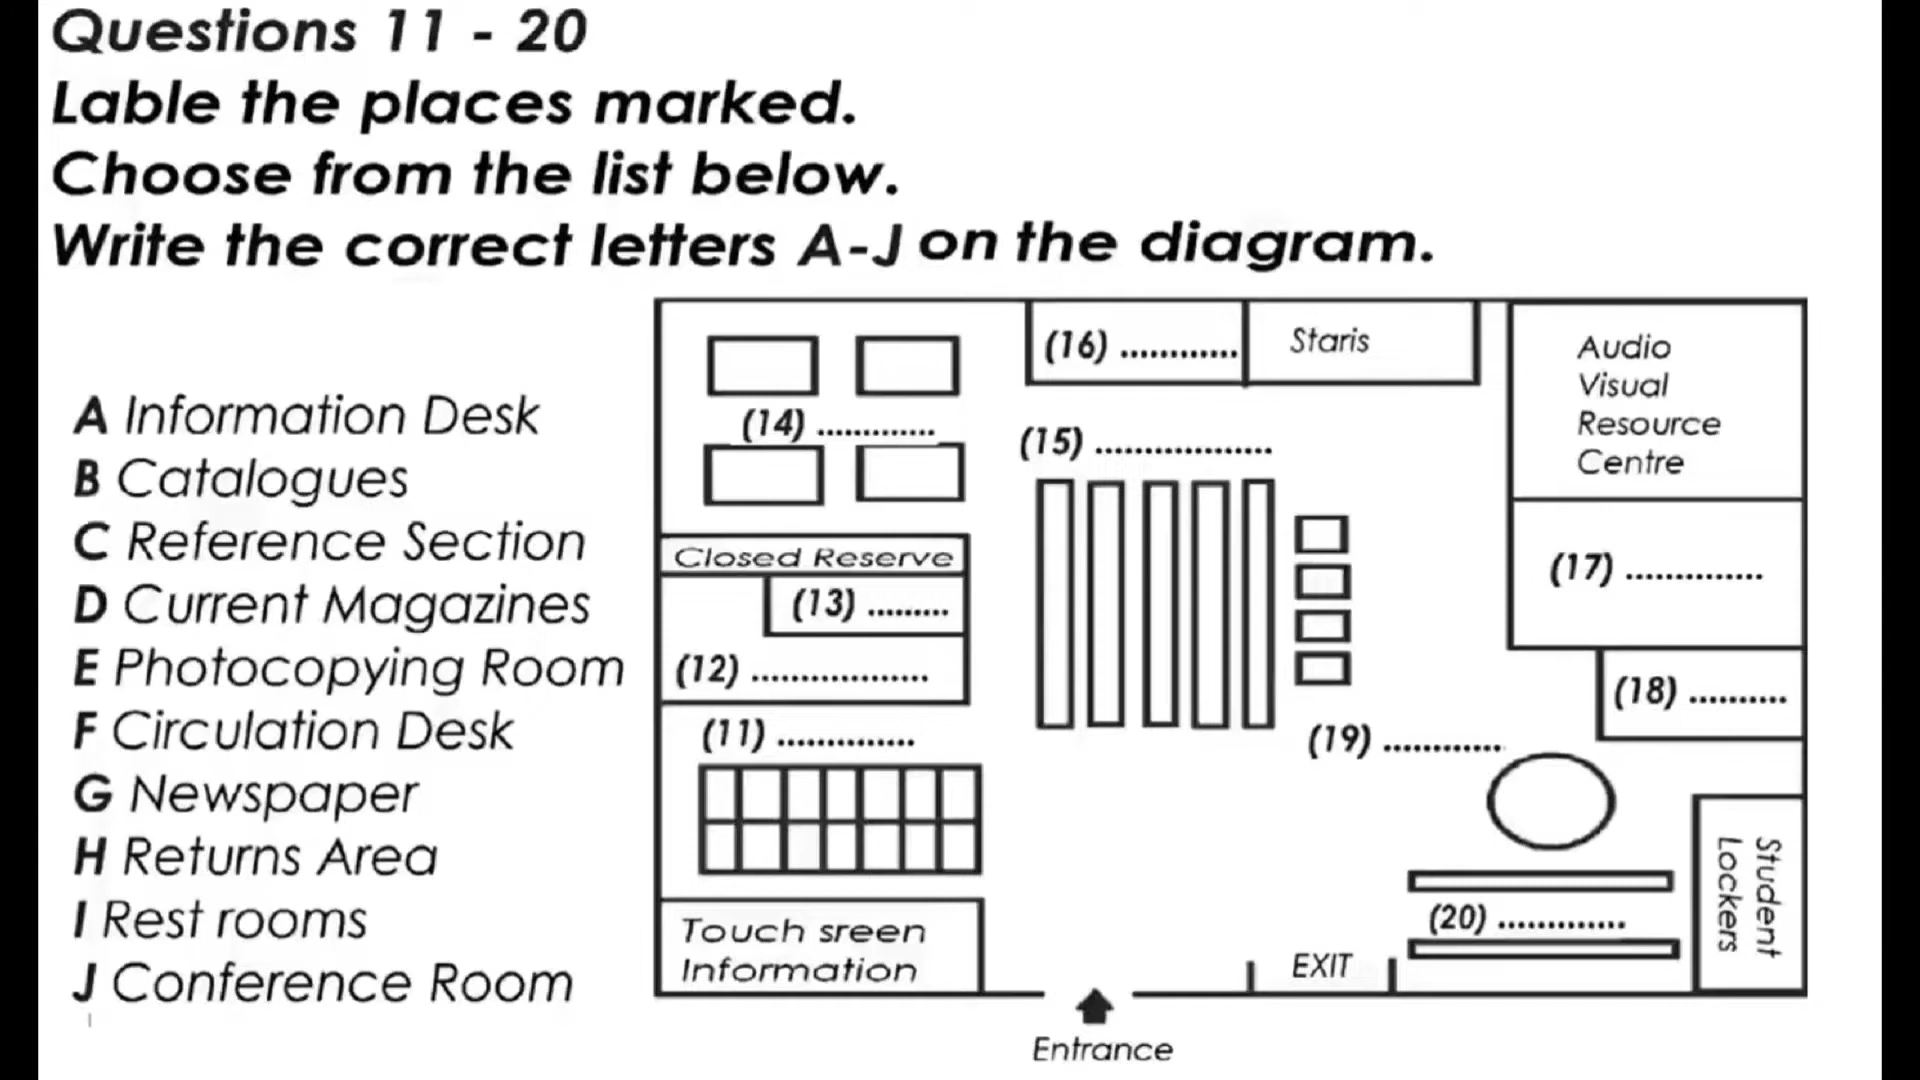 Questions 11 - 20
Lable the places marked.
Choose from the list below.
Write the correct letters A-J on the diagram.
A Information Desk
B Catalogues
C Reference Section
D Current Magazines
E Photocopying Room
F Circulation Desk
G Newspaper
H Returns Area
I Rest rooms
J Conference Room
(16) ............
Staris
Audio
Visual
Resource
Centre
(14) ............
(15) ..................
Closed Reserve
(13) ........
(17) ..............
(12) ..................
(18) ..........
(11) ..............
(19) ............
Student
Lockers
(20) .............
Touch sreen
Information
EXIT
Entrance